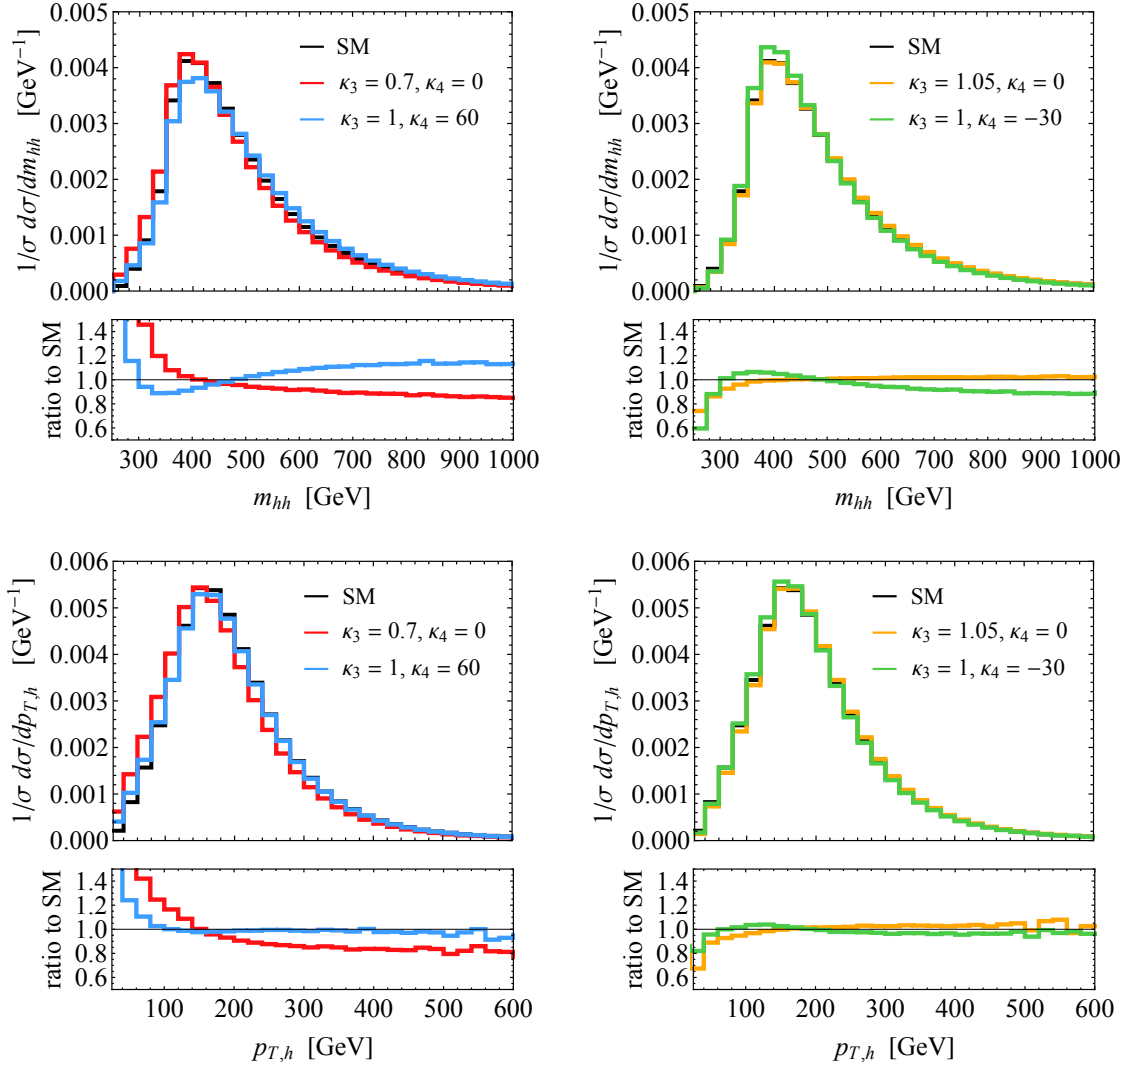 1/σ dσ/dm_hh [GeV⁻¹]
0.005
0.004
0.003
0.002
0.001
0.000
SM
κ₃ = 0.7, κ₄ = 0
κ₃ = 1, κ₄ = 60
ratio to SM
1.4
1.2
1.0
0.8
0.6
300 400 500 600 700 800 900 1000
m_hh [GeV]
1/σ dσ/dm_hh [GeV⁻¹]
0.005
0.004
0.003
0.002
0.001
0.000
SM
κ₃ = 1.05, κ₄ = 0
κ₃ = 1, κ₄ = −30
ratio to SM
1.4
1.2
1.0
0.8
0.6
300 400 500 600 700 800 900 1000
m_hh [GeV]
1/σ dσ/dp_T,h [GeV⁻¹]
0.006
0.005
0.004
0.003
0.002
0.001
0.000
SM
κ₃ = 0.7, κ₄ = 0
κ₃ = 1, κ₄ = 60
ratio to SM
1.4
1.2
1.0
0.8
0.6
100 200 300 400 500 600
p_T,h [GeV]
1/σ dσ/dp_T,h [GeV⁻¹]
0.006
0.005
0.004
0.003
0.002
0.001
0.000
SM
κ₃ = 1.05, κ₄ = 0
κ₃ = 1, κ₄ = −30
ratio to SM
1.4
1.2
1.0
0.8
0.6
100 200 300 400 500 600
p_T,h [GeV]